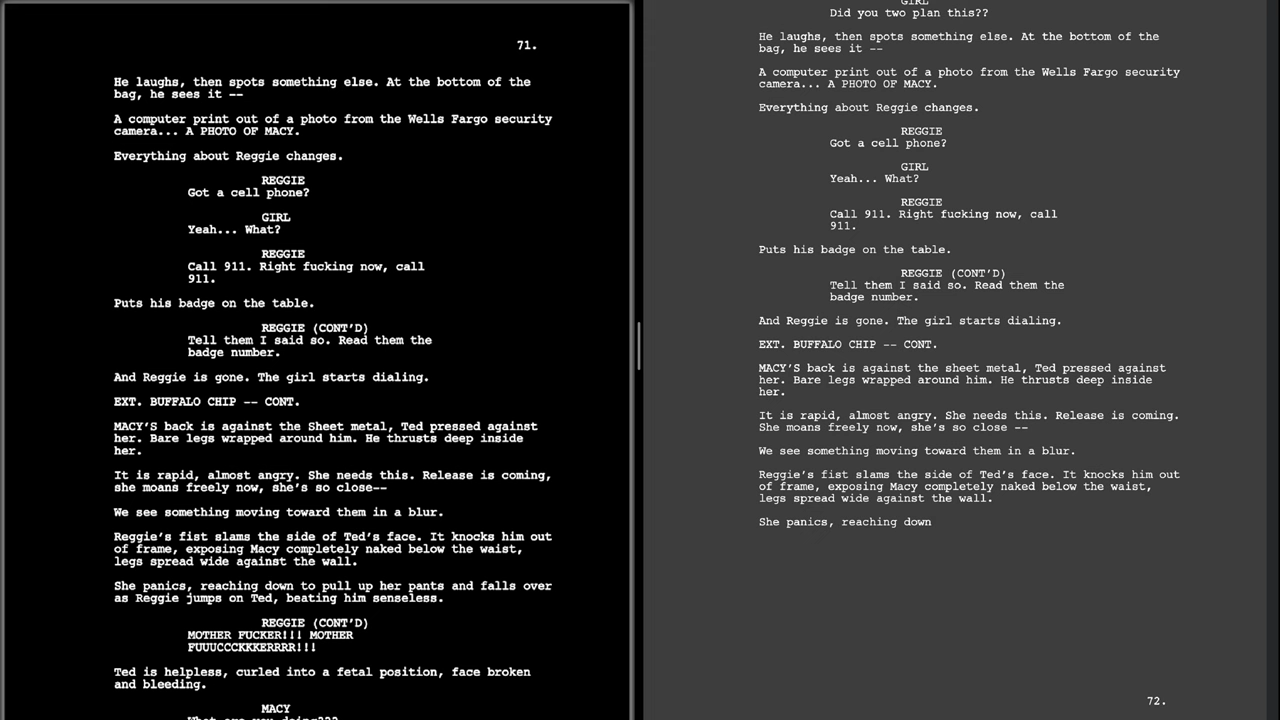 71.
He laughs, then spots something else. At the bottom of the
bag, he sees it --
A computer print out of a photo from the Wells Fargo security
camera... A PHOTO OF MACY.
Everything about Reggie changes.
REGGIE
Got a cell phone?
GIRL
Yeah... What?
REGGIE
Call 911. Right fucking now, call
911.
Puts his badge on the table.
REGGIE (CONT'D)
Tell them I said so. Read them the
badge number.
And Reggie is gone. The girl starts dialing.
EXT. BUFFALO CHIP -- CONT.
MACY'S back is against the Sheet metal, Ted pressed against
her. Bare legs wrapped around him. He thrusts deep inside
her.
It is rapid, almost angry. She needs this. Release is coming,
she moans freely now, she's so close--
We see something moving toward them in a blur.
Reggie's fist slams the side of Ted's face. It knocks him out
of frame, exposing Macy completely naked below the waist,
legs spread wide against the wall.
She panics, reaching down to pull up her pants and falls over
as Reggie jumps on Ted, beating him senseless.
REGGIE (CONT'D)
MOTHER FUCKER!!! MOTHER
FUUUCCCKKKERRRR!!!
Ted is helpless, curled into a fetal position, face broken
and bleeding.
MACY
What are you doing???
GIRL
Did you two plan this??
He laughs, then spots something else. At the bottom of the
bag, he sees it --
A computer print out of a photo from the Wells Fargo security
camera... A PHOTO OF MACY.
Everything about Reggie changes.
REGGIE
Got a cell phone?
GIRL
Yeah... What?
REGGIE
Call 911. Right fucking now, call
911.
Puts his badge on the table.
REGGIE (CONT'D)
Tell them I said so. Read them the
badge number.
And Reggie is gone. The girl starts dialing.
EXT. BUFFALO CHIP -- CONT.
MACY'S back is against the sheet metal, Ted pressed against
her. Bare legs wrapped around him. He thrusts deep inside
her.
It is rapid, almost angry. She needs this. Release is coming.
She moans freely now, she's so close --
We see something moving toward them in a blur.
Reggie's fist slams the side of Ted's face. It knocks him out
of frame, exposing Macy completely naked below the waist,
legs spread wide against the wall.
She panics, reaching down
72.